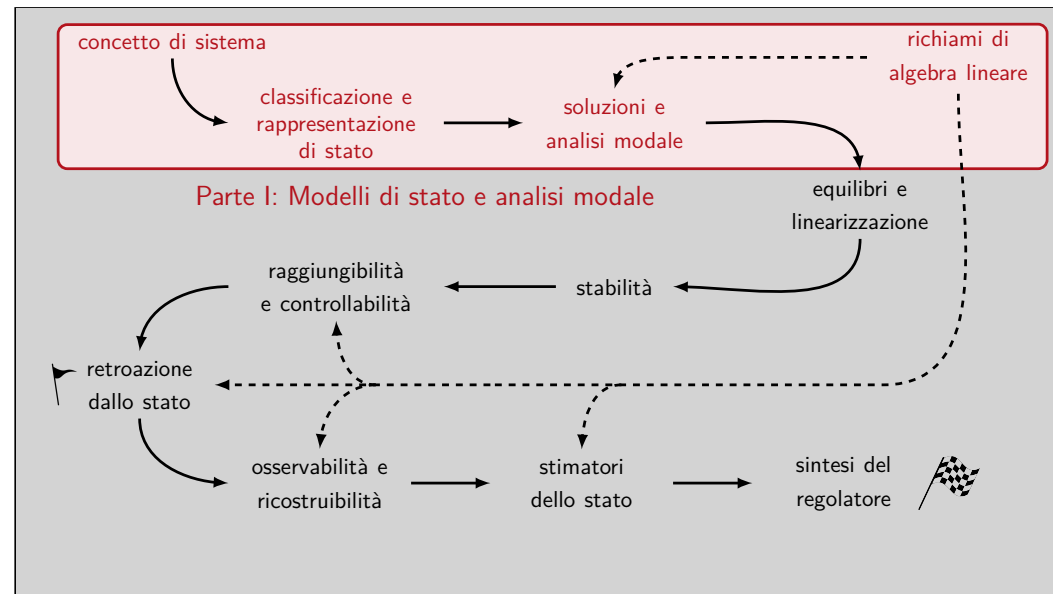 concetto di sistema
richiami di
algebra lineare
classificazione e
rappresentazione
di stato
soluzioni e
analisi modale
Parte I: Modelli di stato e analisi modale
equilibri e
linearizzazione
raggiungibilità
e controllabilità
stabilità
retroazione
dallo stato
osservabilità e
ricostruibilità
stimatori
dello stato
sintesi del
regolatore